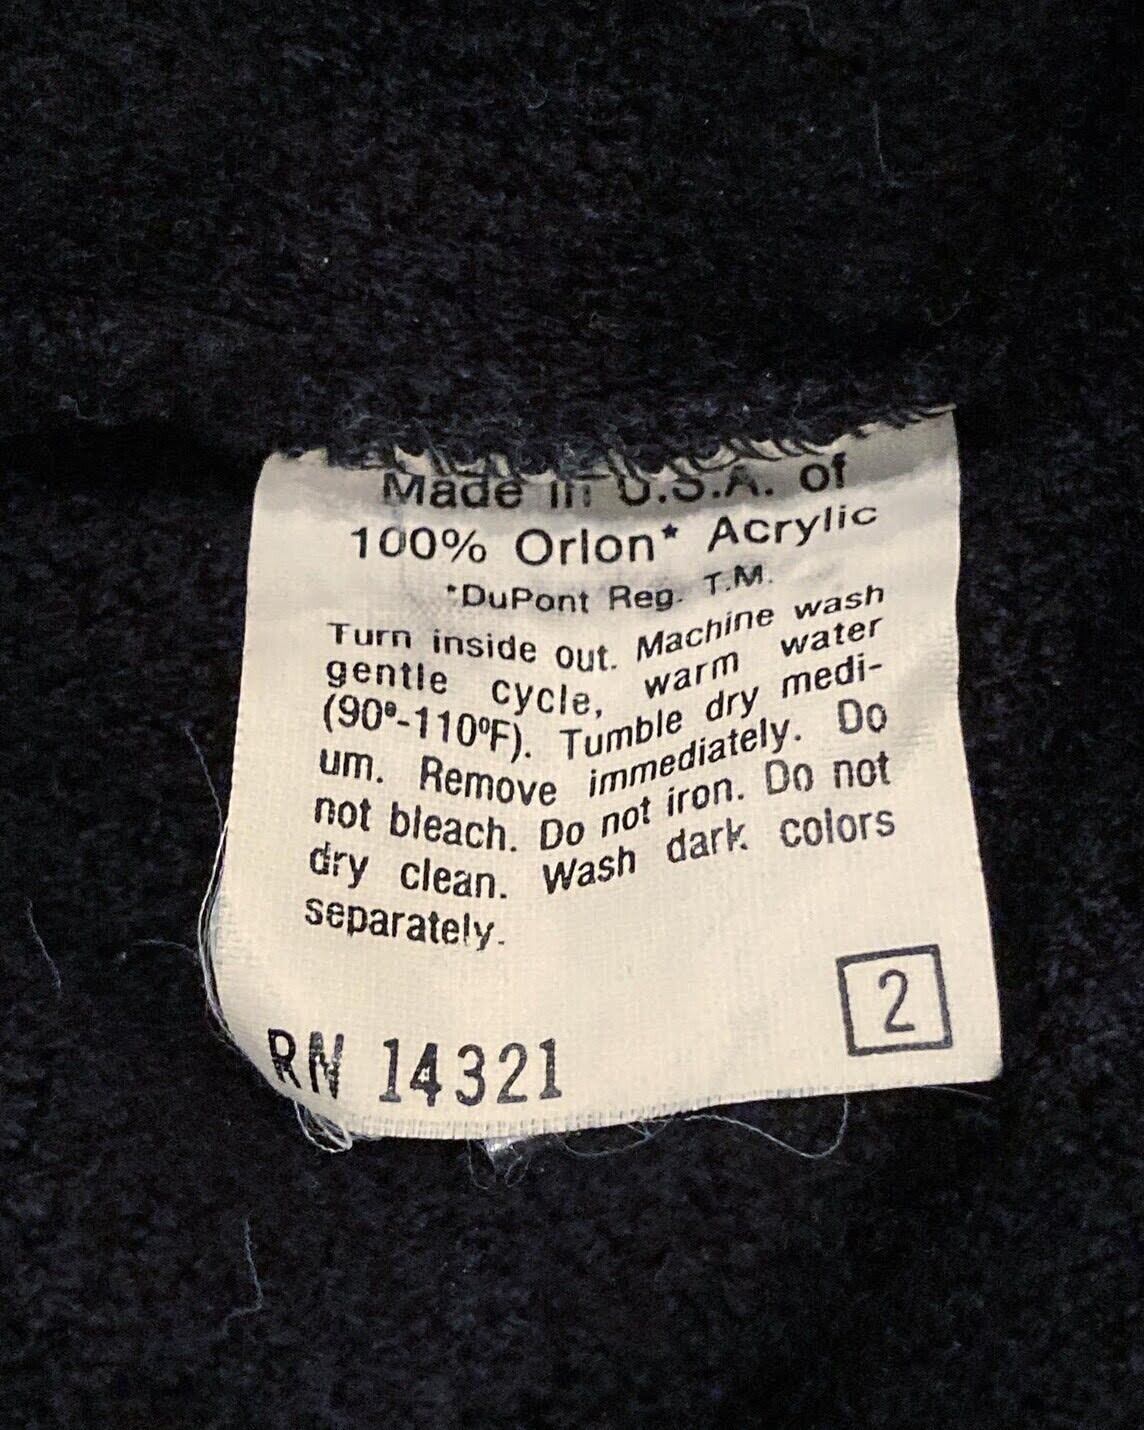 Made in U.S.A. of
100% Orlon* Acrylic
*DuPont Reg. T.M.
Turn inside out. Machine wash
gentle cycle, warm water
(90°-110°F). Tumble dry medi-
um. Remove immediately. Do
not bleach. Do not iron. Do not
dry clean. Wash dark colors
separately.
2
RN 14321